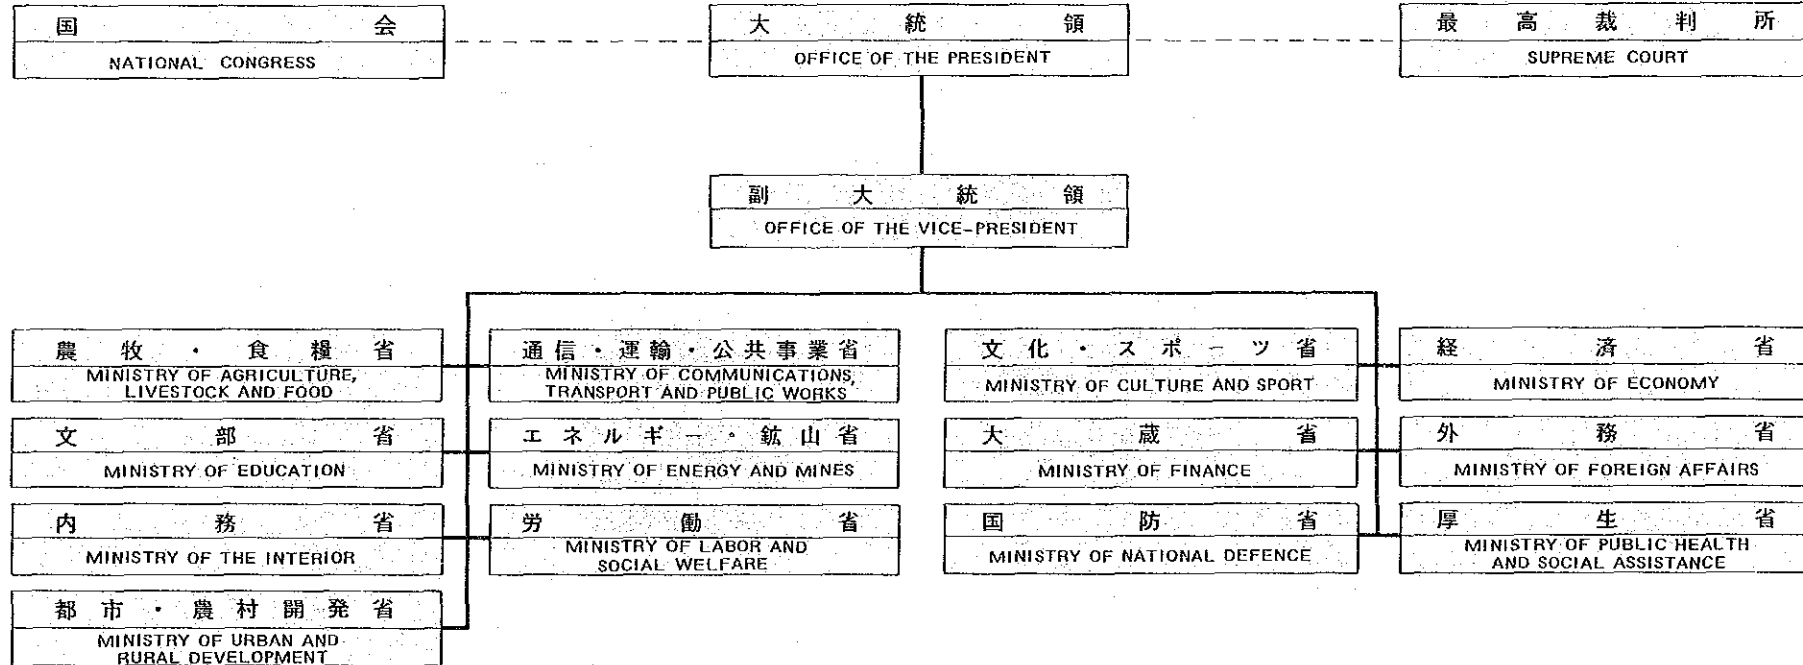 国会
NATIONAL CONGRESS
大統領
OFFICE OF THE PRESIDENT
最高裁判所
SUPREME COURT
副大統領
OFFICE OF THE VICE-PRESIDENT
農牧・食糧省
MINISTRY OF AGRICULTURE,
LIVESTOCK AND FOOD
通信・運輸・公共事業省
MINISTRY OF COMMUNICATIONS,
TRANSPORT AND PUBLIC WORKS
文化・スポーツ省
MINISTRY OF CULTURE AND SPORT
経済省
MINISTRY OF ECONOMY
文部省
MINISTRY OF EDUCATION
エネルギー・鉱山省
MINISTRY OF ENERGY AND MINES
大蔵省
MINISTRY OF FINANCE
外務省
MINISTRY OF FOREIGN AFFAIRS
内務省
MINISTRY OF THE INTERIOR
労働省
MINISTRY OF LABOR AND
SOCIAL WELFARE
国防省
MINISTRY OF NATIONAL DEFENCE
厚生省
MINISTRY OF PUBLIC HEALTH
AND SOCIAL ASSISTANCE
都市・農村開発省
MINISTRY OF URBAN AND
RURAL DEVELOPMENT